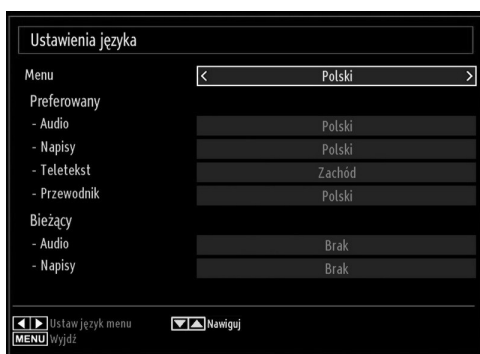 Ustawienia języka
Menu < Polski >
Preferowany
- Audio Polski
- Napisy Polski
- Teletekst Zachód
- Przewodnik Polski
Bieżący
- Audio Brak
- Napisy Brak
Ustaw język menu Nawiguj
MENU Wyjdź